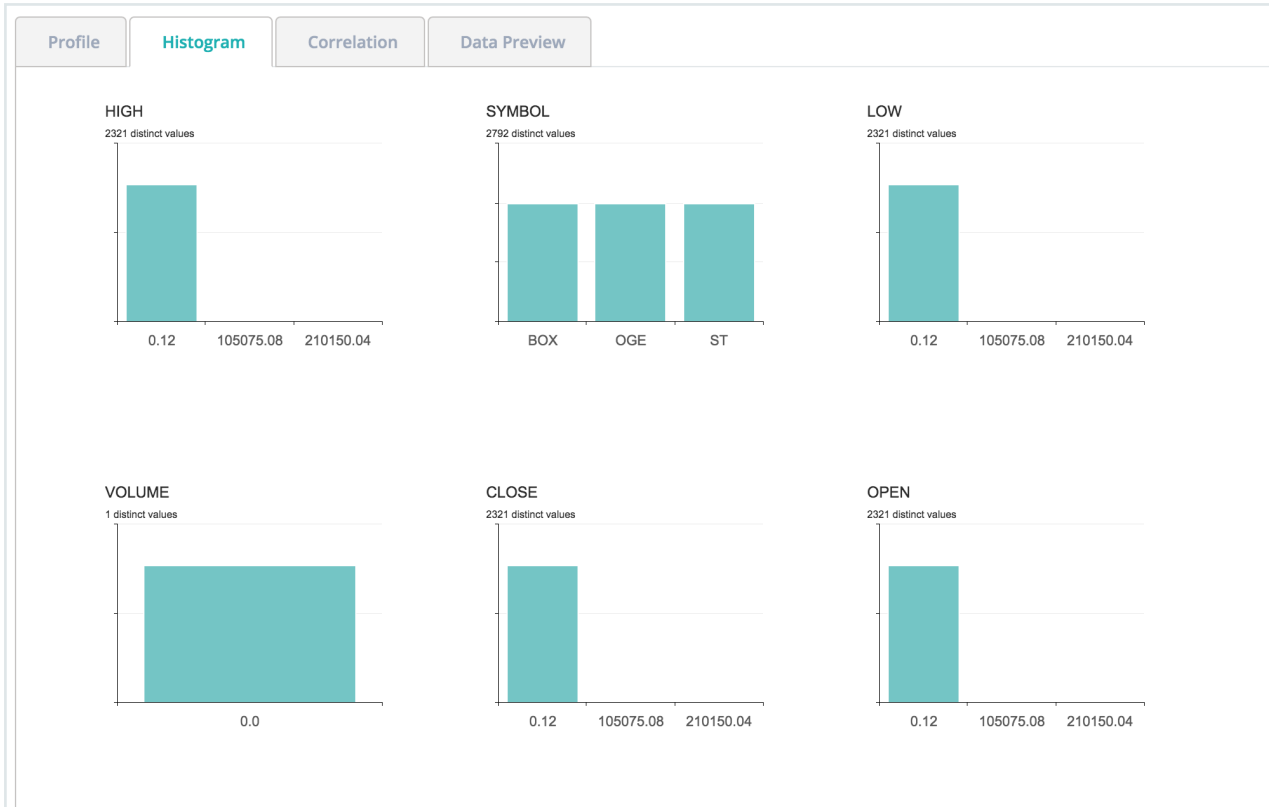 Profile Histogram Correlation Data Preview
HIGH SYMBOL LOW
2321 distinct values 2792 distinct values 2321 distinct values
0.12 105075.08 210150.04 BOX OGE ST 0.12 105075.08 210150.04
VOLUME CLOSE OPEN
1 distinct values 2321 distinct values 2321 distinct values
0.0 0.12 105075.08 210150.04 0.12 105075.08 210150.04